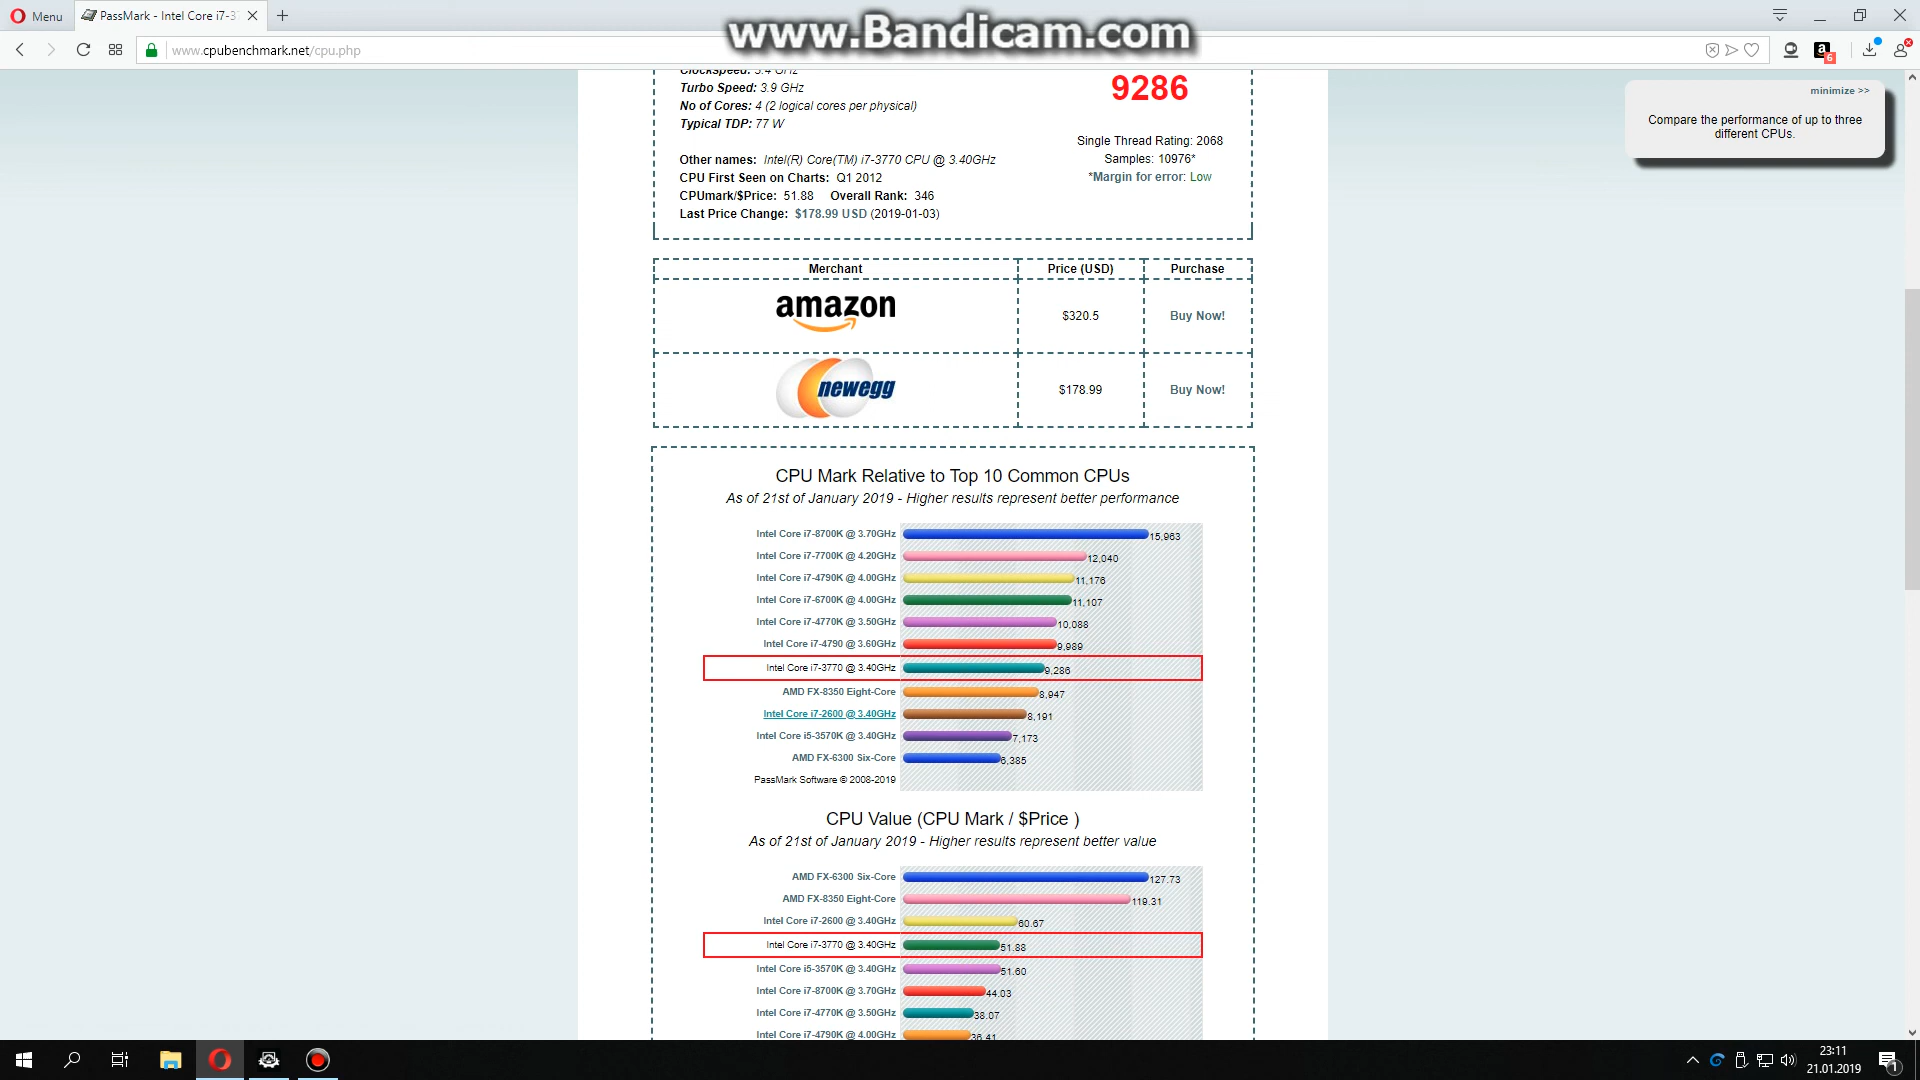 Menu
PassMark - Intel Core i7-3
www.Bandicam.com
www.cpubenchmark.net/cpu.php
6
minimize >>
Compare the performance of up to three
different CPUs.
Clockspeed: 3.4 GHz
Turbo Speed: 3.9 GHz
No of Cores: 4 (2 logical cores per physical)
Typical TDP: 77 W
Other names: Intel(R) Core(TM) i7-3770 CPU @ 3.40GHz
CPU First Seen on Charts: Q1 2012
CPUmark/$Price: 51.88 Overall Rank: 346
Last Price Change: $178.99 USD (2019-01-03)
9286
Single Thread Rating: 2068
Samples: 10976*
*Margin for error: Low
Merchant Price (USD) Purchase
amazon $320.5 Buy Now!
newegg $178.99 Buy Now!
CPU Mark Relative to Top 10 Common CPUs
As of 21st of January 2019 - Higher results represent better performance
Intel Core i7-8700K @ 3.70GHz 15,963
Intel Core i7-7700K @ 4.20GHz 12,040
Intel Core i7-4790K @ 4.00GHz 11,176
Intel Core i7-6700K @ 4.00GHz 11,107
Intel Core i7-4770K @ 3.50GHz 10,088
Intel Core i7-4790 @ 3.60GHz 9,989
Intel Core i7-3770 @ 3.40GHz 9,286
AMD FX-8350 Eight-Core 8,947
Intel Core i7-2600 @ 3.40GHz 8,191
Intel Core i5-3570K @ 3.40GHz 7,173
AMD FX-6300 Six-Core 6,385
PassMark Software © 2008-2019
CPU Value (CPU Mark / $Price )
As of 21st of January 2019 - Higher results represent better value
AMD FX-6300 Six-Core 127.73
AMD FX-8350 Eight-Core 119.31
Intel Core i7-2600 @ 3.40GHz 60.67
Intel Core i7-3770 @ 3.40GHz 51.88
Intel Core i5-3570K @ 3.40GHz 51.60
Intel Core i7-8700K @ 3.70GHz 44.03
Intel Core i7-4770K @ 3.50GHz 38.07
Intel Core i7-4790K @ 4.00GHz 36.41
23:11
21.01.2019
1